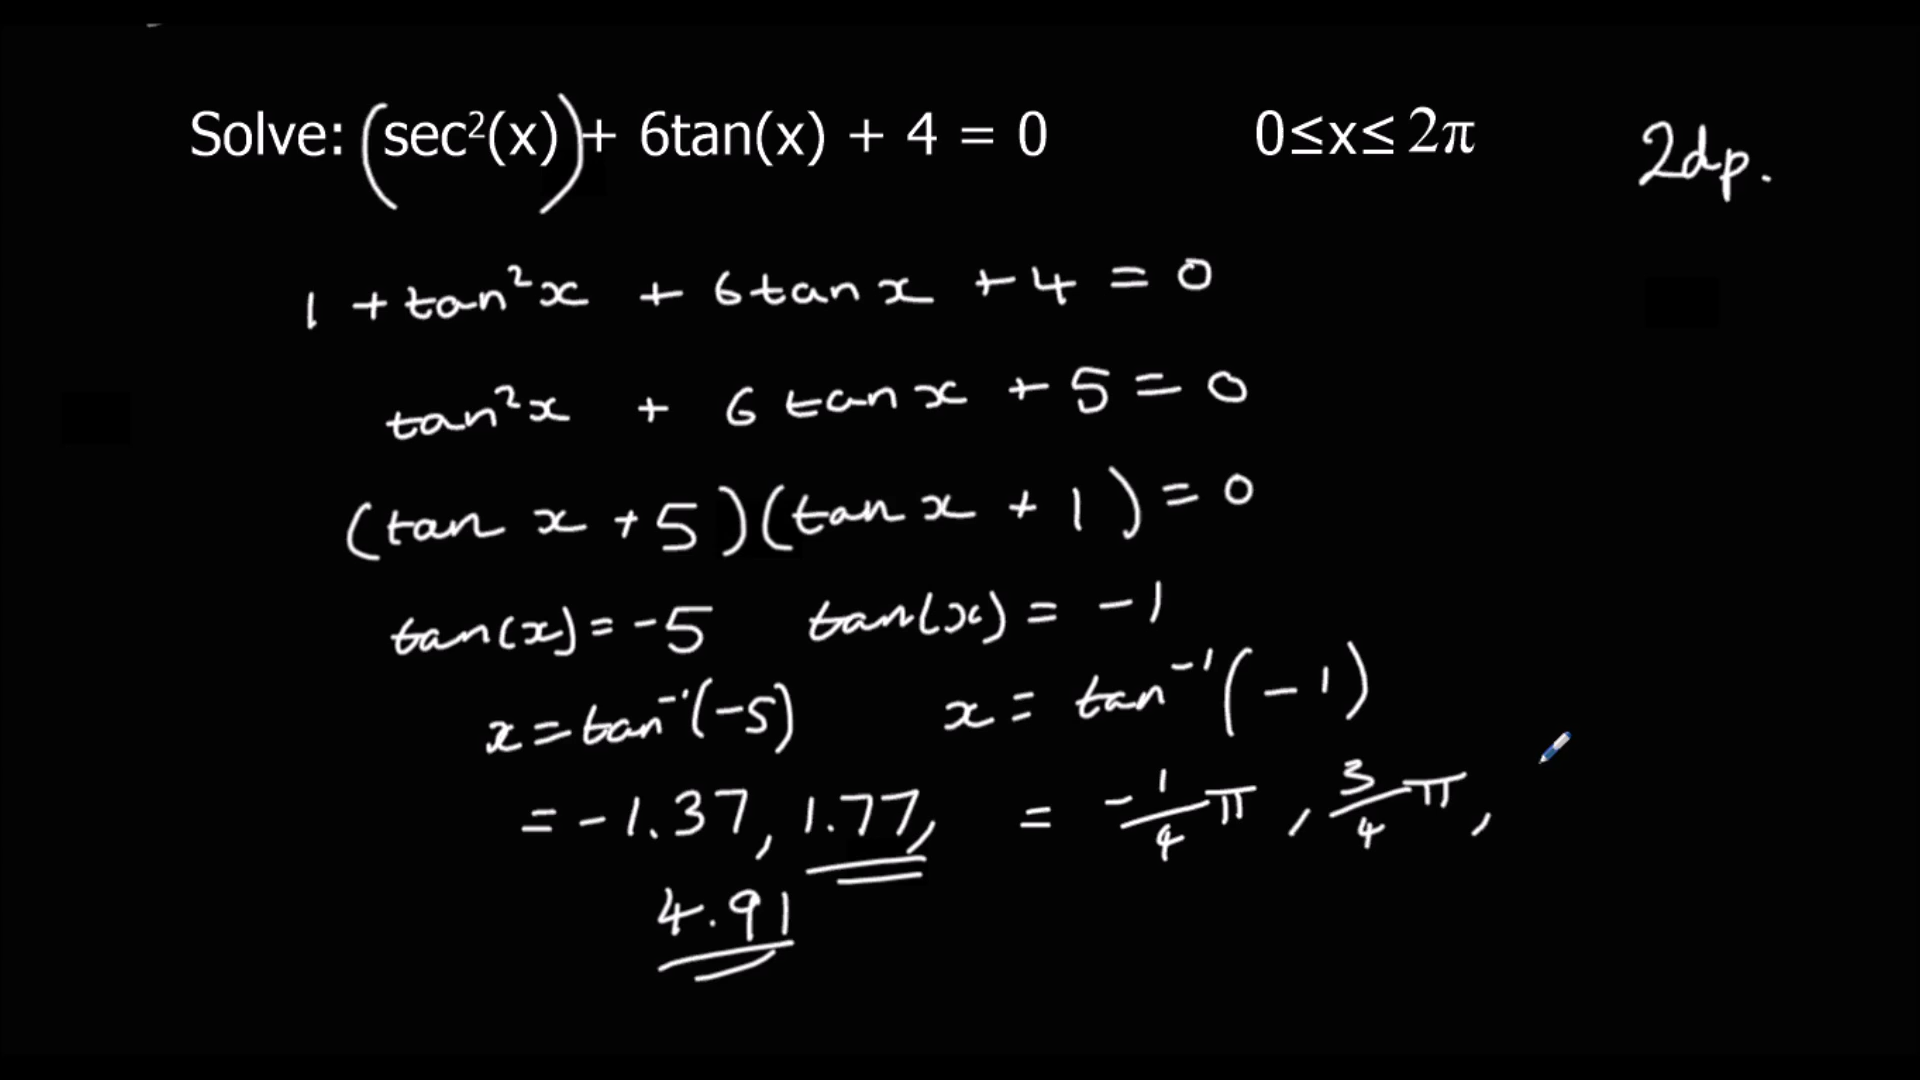 Solve: (sec²(x)) + 6tan(x) + 4 = 0 0≤x≤ 2π 2dp.
1 + tan²x + 6tanx + 4 = 0
tan²x + 6tanx + 5 = 0
(tan x + 5)(tan x + 1) = 0
tan(x) = -5 tan(x) = -1
x = tan⁻¹(-5) x = tan⁻¹(-1)
= -1.37, 1.77, = -1/4 π, 3/4 π,
4.91